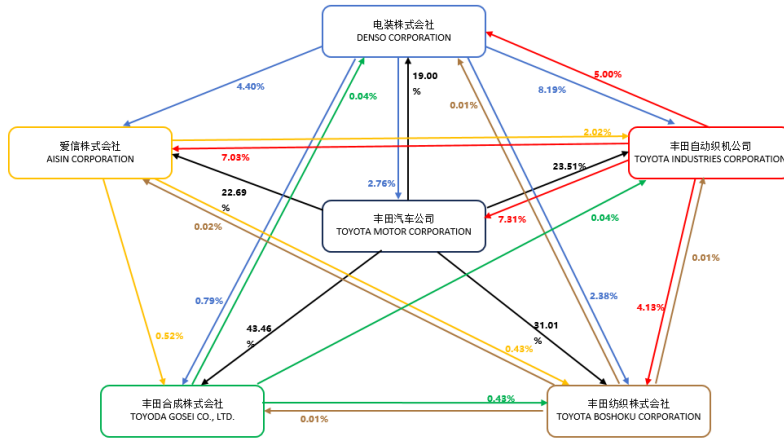 电装株式会社
DENSO CORPORATION
19.00
%
5.00%
4.40%
0.04%
0.01%
8.19%
爱信株式会社
AISIN CORPORATION
2.02%
7.03%
丰田自动织机公司
TOYOTA INDUSTRIES CORPORATION
2.76%
23.51%
22.69
%
0.02%
丰田汽车公司
TOYOTA MOTOR CORPORATION
7.31%
0.04%
0.01%
0.79%
2.38%
4.13%
0.52%
43.46
%
0.43%
31.01
%
丰田合成株式会社
TOYODA GOSEI CO., LTD.
0.43%
0.01%
丰田纺织株式会社
TOYOTA BOSHOKU CORPORATION